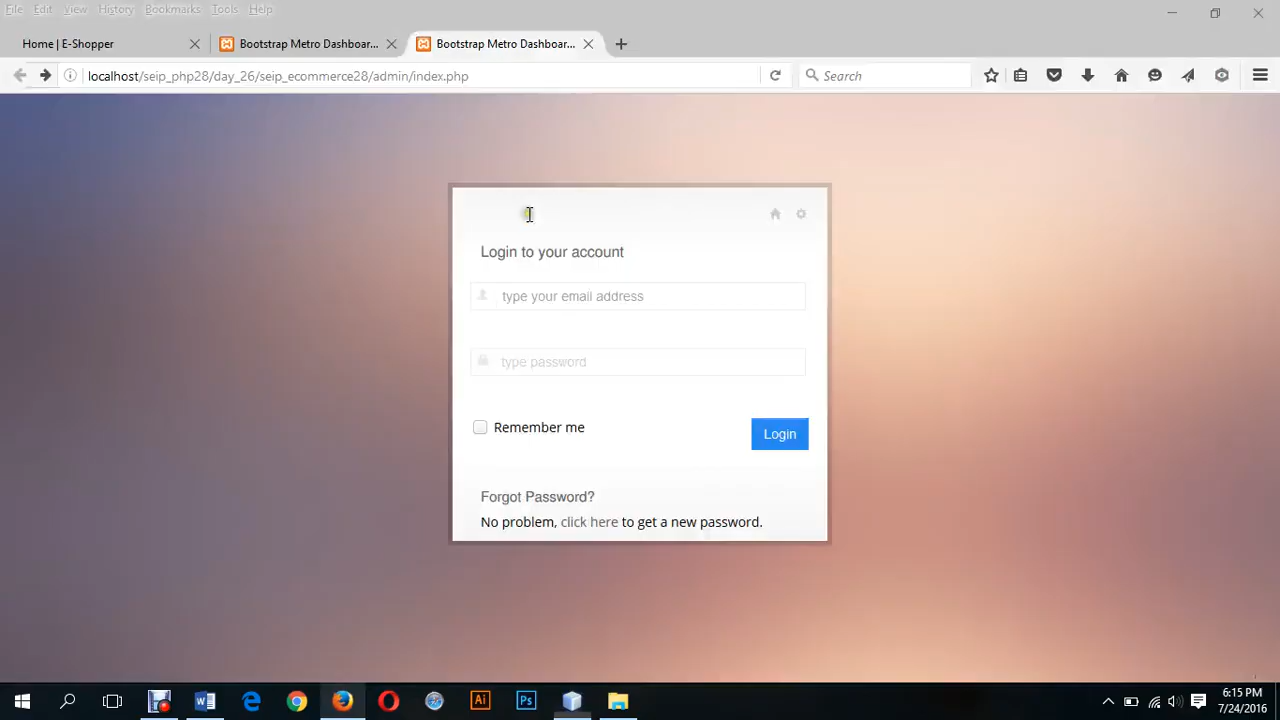 File Edit View History Bookmarks Tools Help
Home | E-Shopper
Bootstrap Metro Dashboar...
Bootstrap Metro Dashboar...
localhost/seip_php28/day_26/seip_ecommerce28/admin/index.php
Search
Login to your account
type your email address
type password
Remember me
Login
Forgot Password?
No problem, click here to get a new password.
Ai
Ps
6:15 PM
7/24/2016